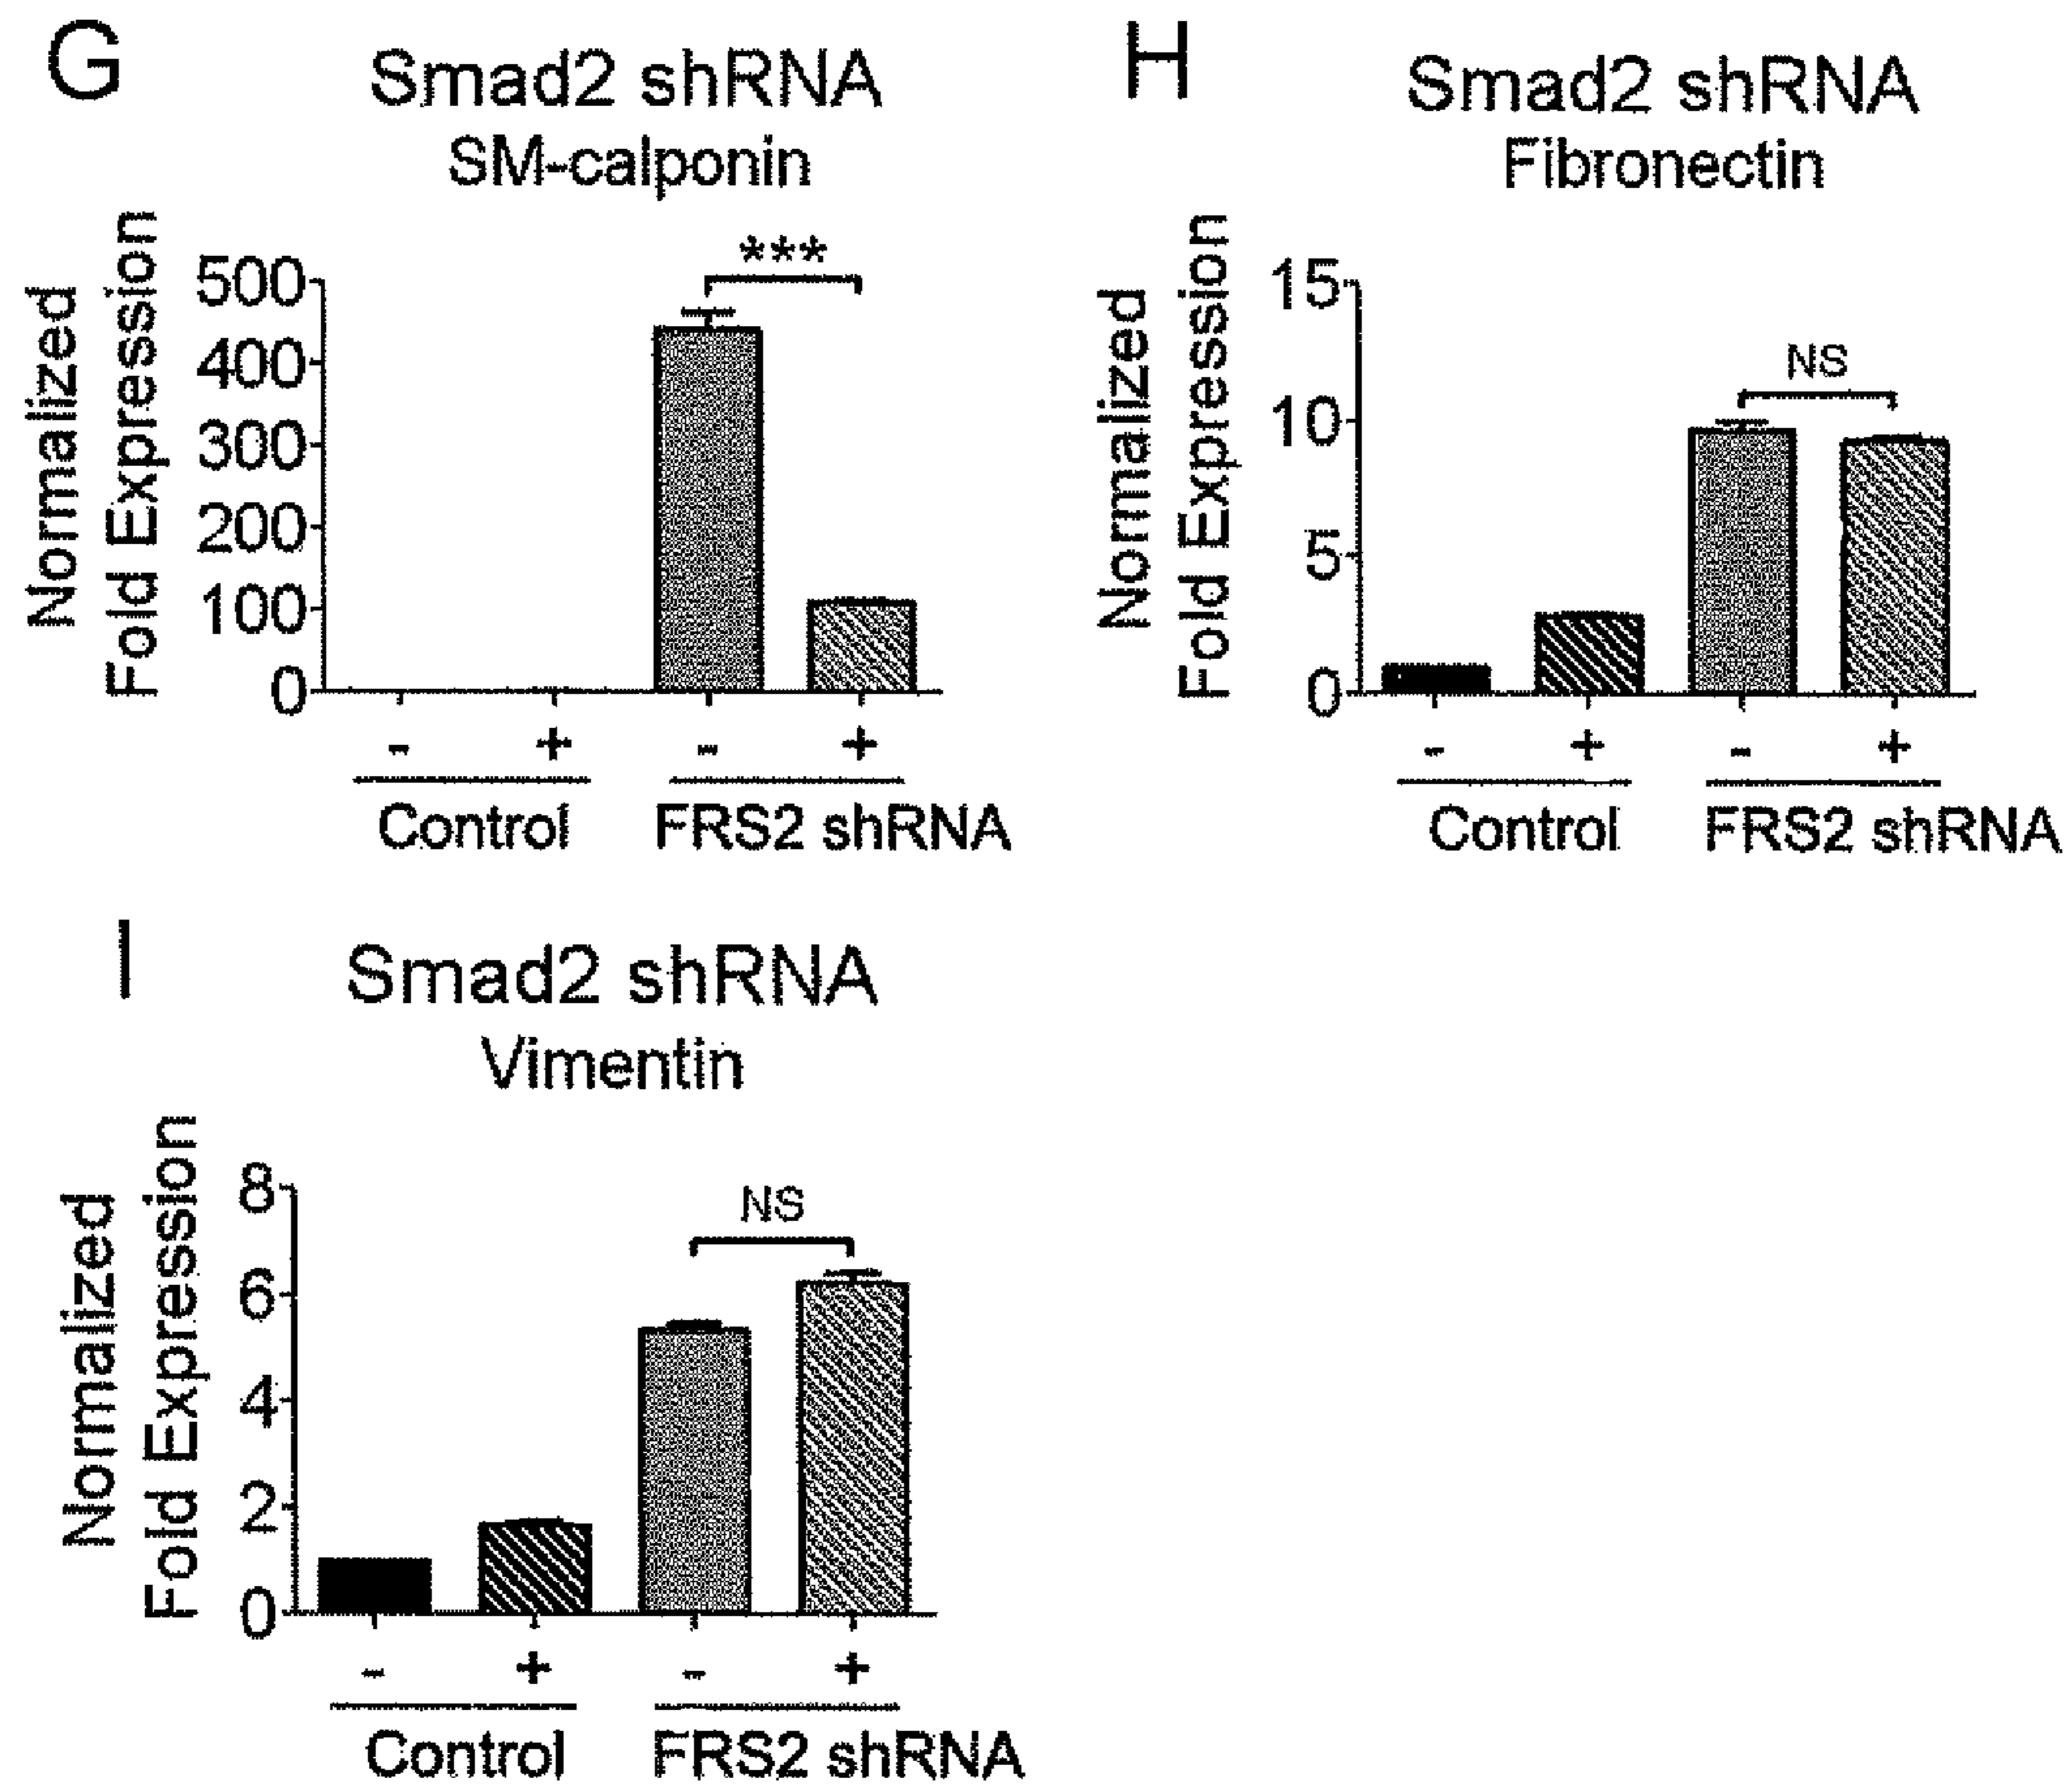 G
Smad2 shRNA
SM-calponin
Normalized
Fold Expression
500
400
300
200
100
0
***
- + - +
Control FRS2 shRNA
H
Smad2 shRNA
Fibronectin
Normalized
Fold Expression
15
10
5
0
NS
- + - +
Control FRS2 shRNA
I
Smad2 shRNA
Vimentin
Normalized
Fold Expression
8
6
4
2
0
NS
- + - +
Control FRS2 shRNA